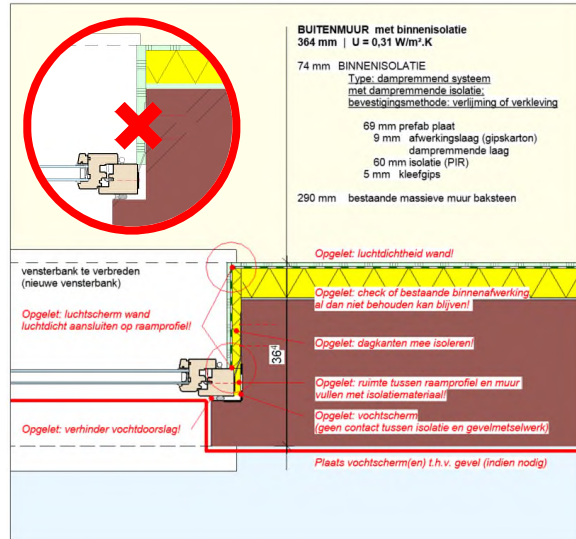 BUITENMUUR met binnenisolatie
364 mm | U = 0,31 W/m².K
74 mm BINNENISOLATIE
Type: dampremmend systeem
met dampremmende isolatie;
bevestigingsmethode: verlijming of verkleving
69 mm prefab plaat
9 mm afwerkingslaag (gipskarton)
dampremmende laag
60 mm isolatie (PIR)
5 mm kleefgips
290 mm bestaande massieve muur baksteen
Opgelet: luchtdichtheid wand!
vensterbank te verbreden
(nieuwe vensterbank)
Opgelet: check of bestaande binnenafwerking
al dan niet behouden kan blijven!
Opgelet: luchtscherm wand
luchtdicht aansluiten op raamprofiel!
Opgelet: dagkanten mee isoleren!
36⁴
Opgelet: ruimte tussen raamprofiel en muur
vullen met isolatiemateriaal!
Opgelet: vochtscherm
(geen contact tussen isolatie en gevelmetselwerk)
Opgelet: verhinder vochtdoorslag!
Plaats vochtscherm(en) t.h.v. gevel (indien nodig)